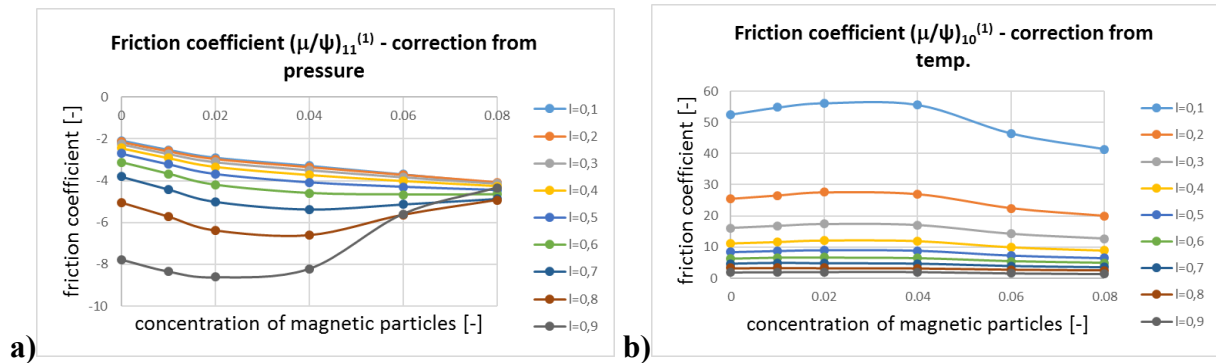 Friction coefficient (μ/ψ)₁₁⁽¹⁾ - correction from
pressure
0
0
0.02
0.04
0.06
0.08
-2
-4
-6
-8
-10
friction coefficient [-]
concentration of magnetic particles [-]
l=0,1
l=0,2
l=0,3
l=0,4
l=0,5
l=0,6
l=0,7
l=0,8
l=0,9
a)
Friction coefficient (μ/ψ)₁₀⁽¹⁾ - correction from
temp.
60
50
40
30
20
10
0
0
0.02
0.04
0.06
0.08
friction coefficient [-]
concentration of magnetic particles [-]
l=0,1
l=0,2
l=0,3
l=0,4
l=0,5
l=0,6
l=0,7
l=0,8
l=0,9
b)